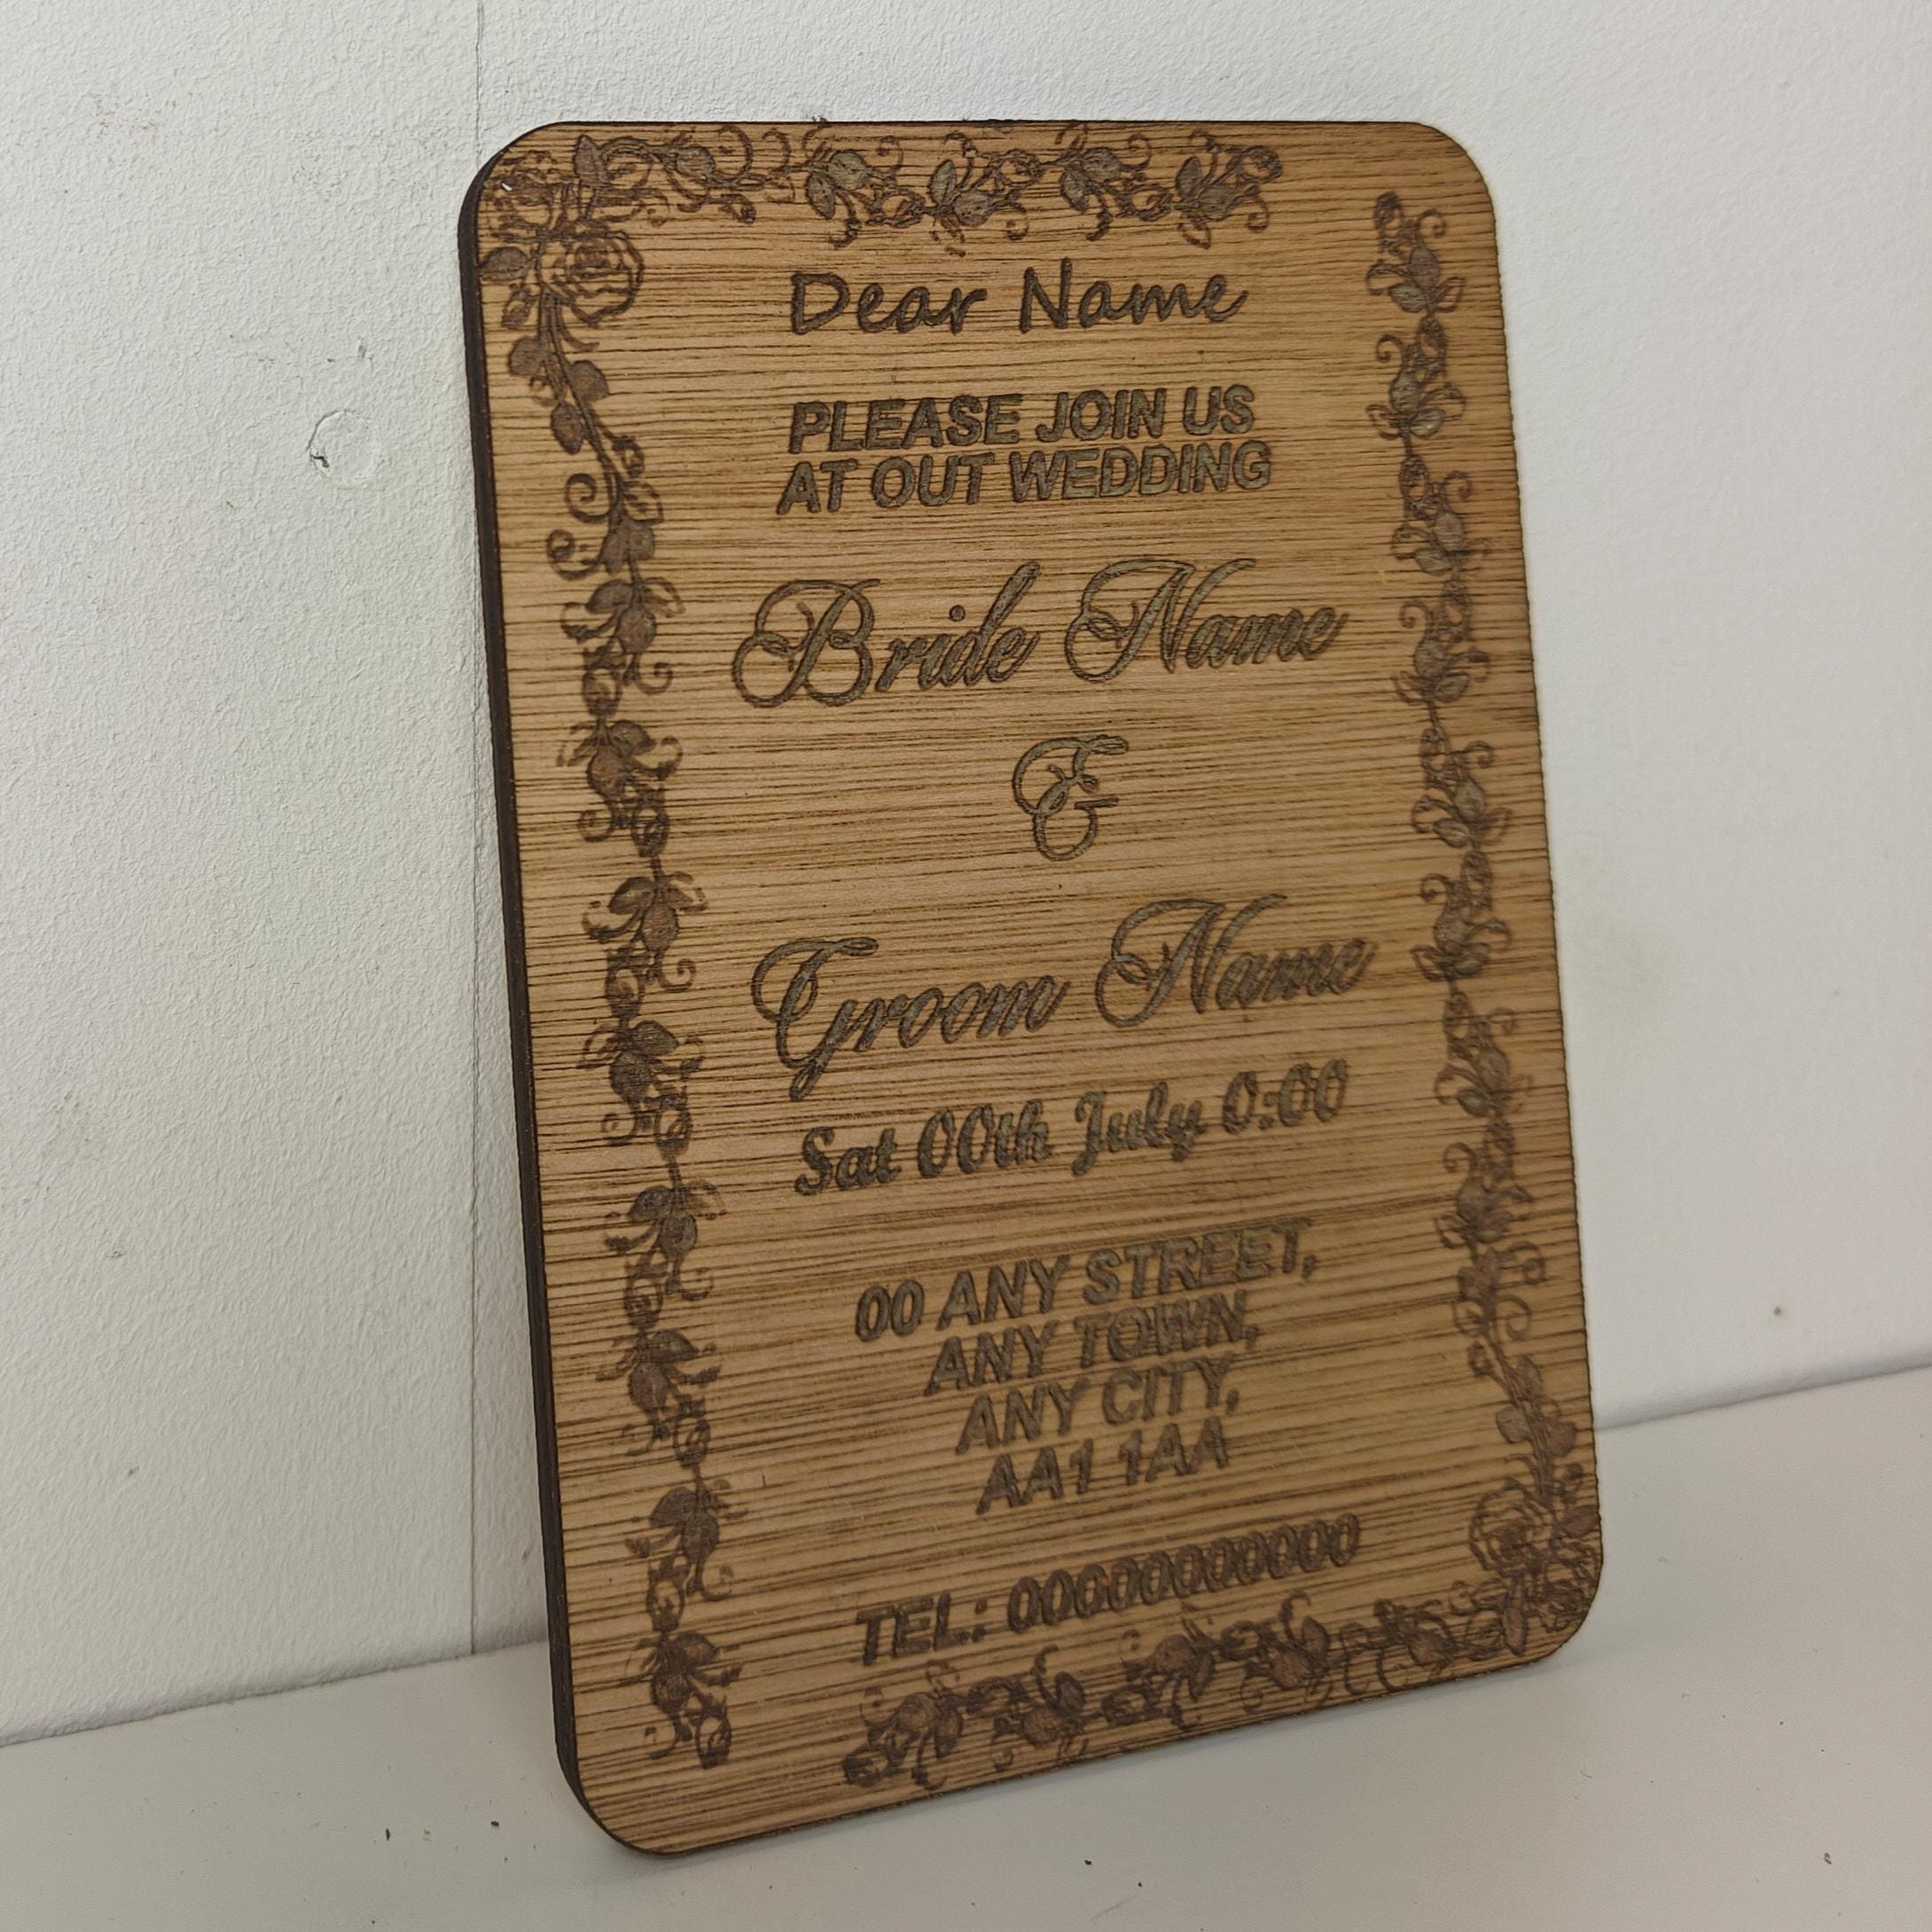 Dear Name
PLEASE JOIN US
AT OUT WEDDING
Bride Name
&
Groom Name
Sat 00th July 0:00
00 ANY STREET,
ANY TOWN,
ANY CITY,
AA1 1AA
TEL: 00000000000